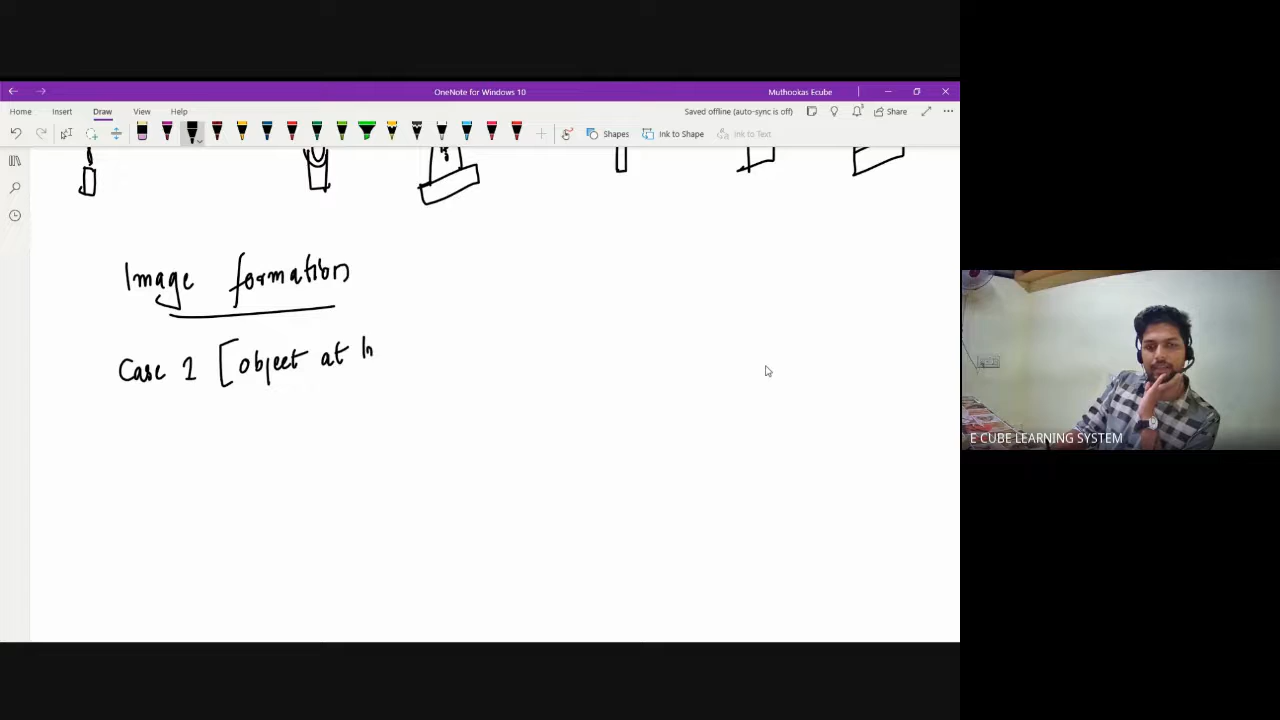 OneNote for Windows 10
Muthookas Ecube
Home Insert Draw View Help
Saved offline (auto-sync is off)
Share
Shapes
Ink to Shape
Ink to Text
Image formation
Case 2 [object at In
E CUBE LEARNING SYSTEM